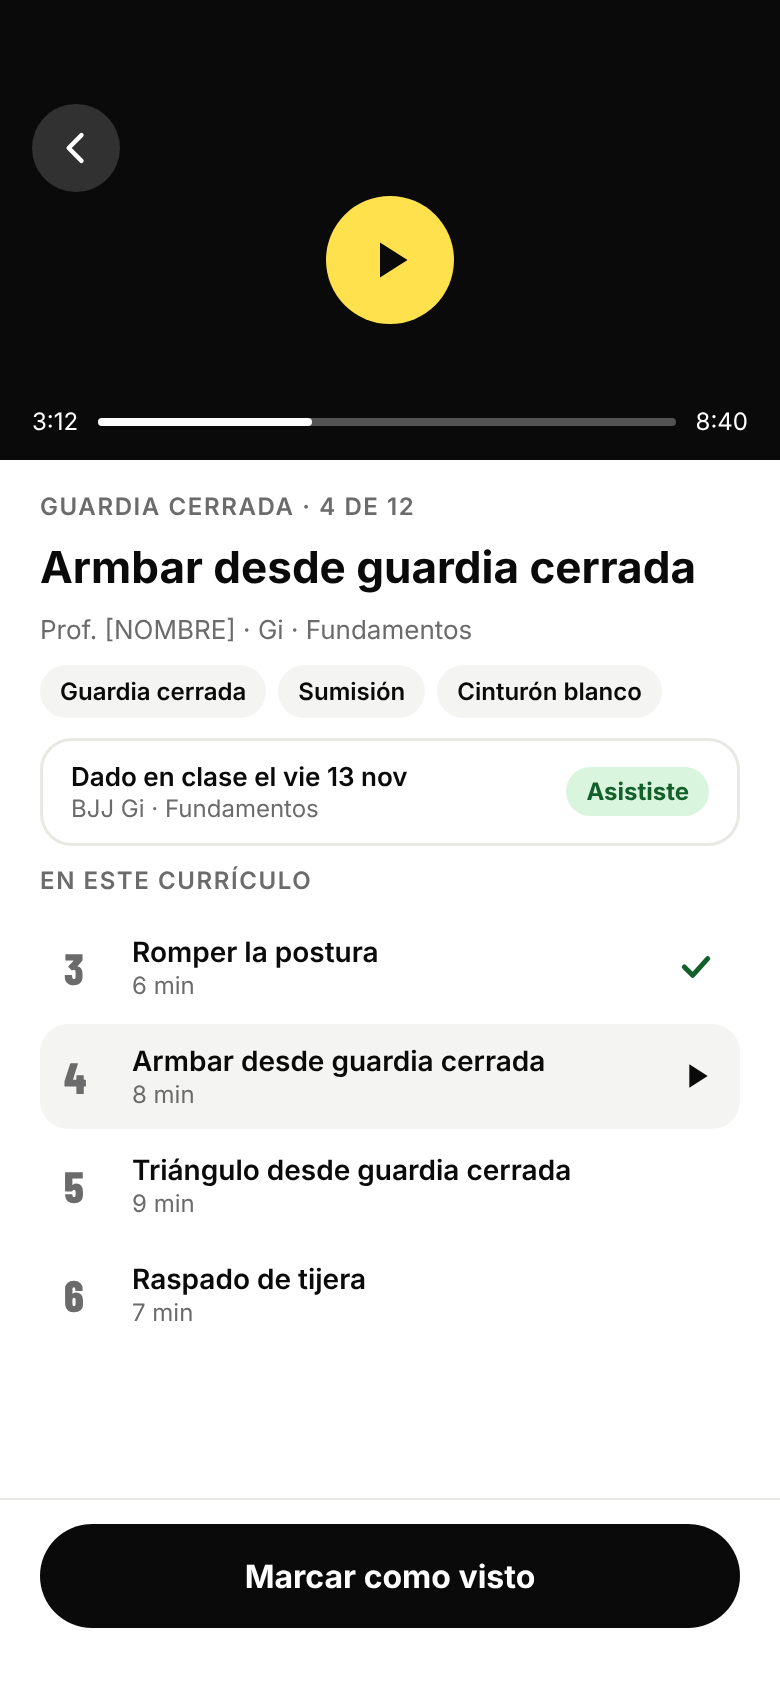 3:12
8:40
GUARDIA CERRADA · 4 DE 12
Armbar desde guardia cerrada
Prof. [NOMBRE] · Gi · Fundamentos
Guardia cerrada
Sumisión
Cinturón blanco
Dado en clase el vie 13 nov
BJJ Gi · Fundamentos
Asististe
EN ESTE CURRÍCULO
3
Romper la postura
6 min
4
Armbar desde guardia cerrada
8 min
5
Triángulo desde guardia cerrada
9 min
6
Raspado de tijera
7 min
Marcar como visto